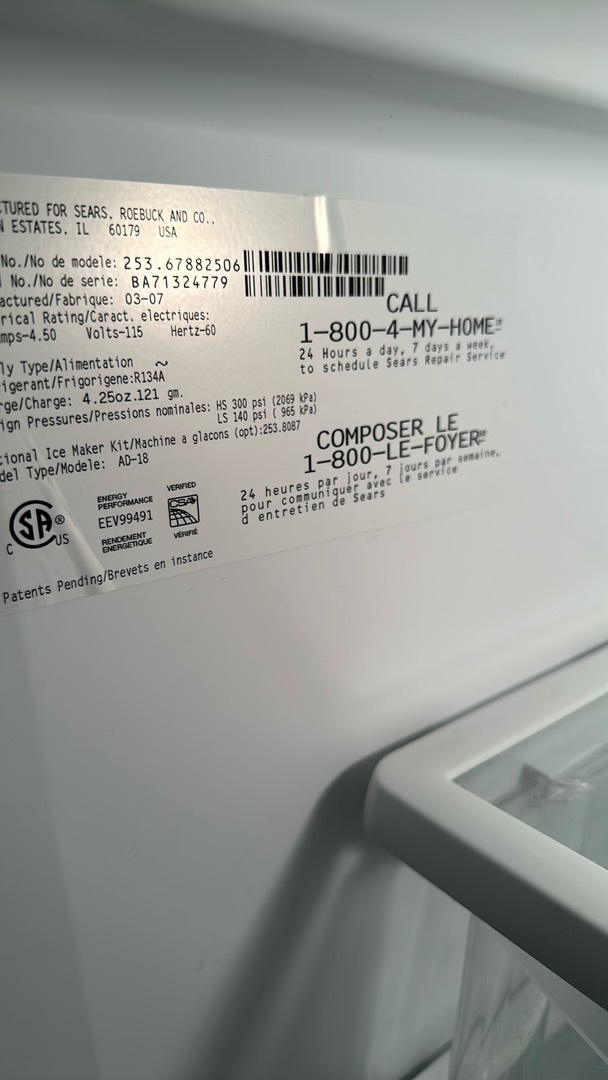 TURED FOR SEARS, ROEBUCK AND CO.,
ESTATES, IL 60179 USA
No./No de modele: 253.67882506
No./No de serie: BA71324779
actured/Fabrique: 03-07
rical Rating/Caract. electriques:
mps-4.50 Volts-115 Hertz-60
ly Type/Alimentation ~
igerant/Frigorigene:R134A
rge/Charge: 4.25oz.121 gm.
ign Pressures/Pressions nominales: HS 300 psi (2069 kPa)
LS 140 psi ( 965 kPa)
tional Ice Maker Kit/Machine a glacons (opt):253.8087
del Type/Modele: AD-18
CALL
1-800-4-MY-HOME
24 Hours a day, 7 days a week,
to schedule Sears Repair Service
COMPOSER LE
1-800-LE-FOYER
24 heures par jour, 7 jours par semaine,
pour communiquer avec le service
d entretien de Sears
SA®
C US
ENERGY
PERFORMANCE
EEV99491
RENDEMENT
ENERGETIQUE
VERIFIED
CSA
VÉRIFIÉ
Patents Pending/Brevets en instance